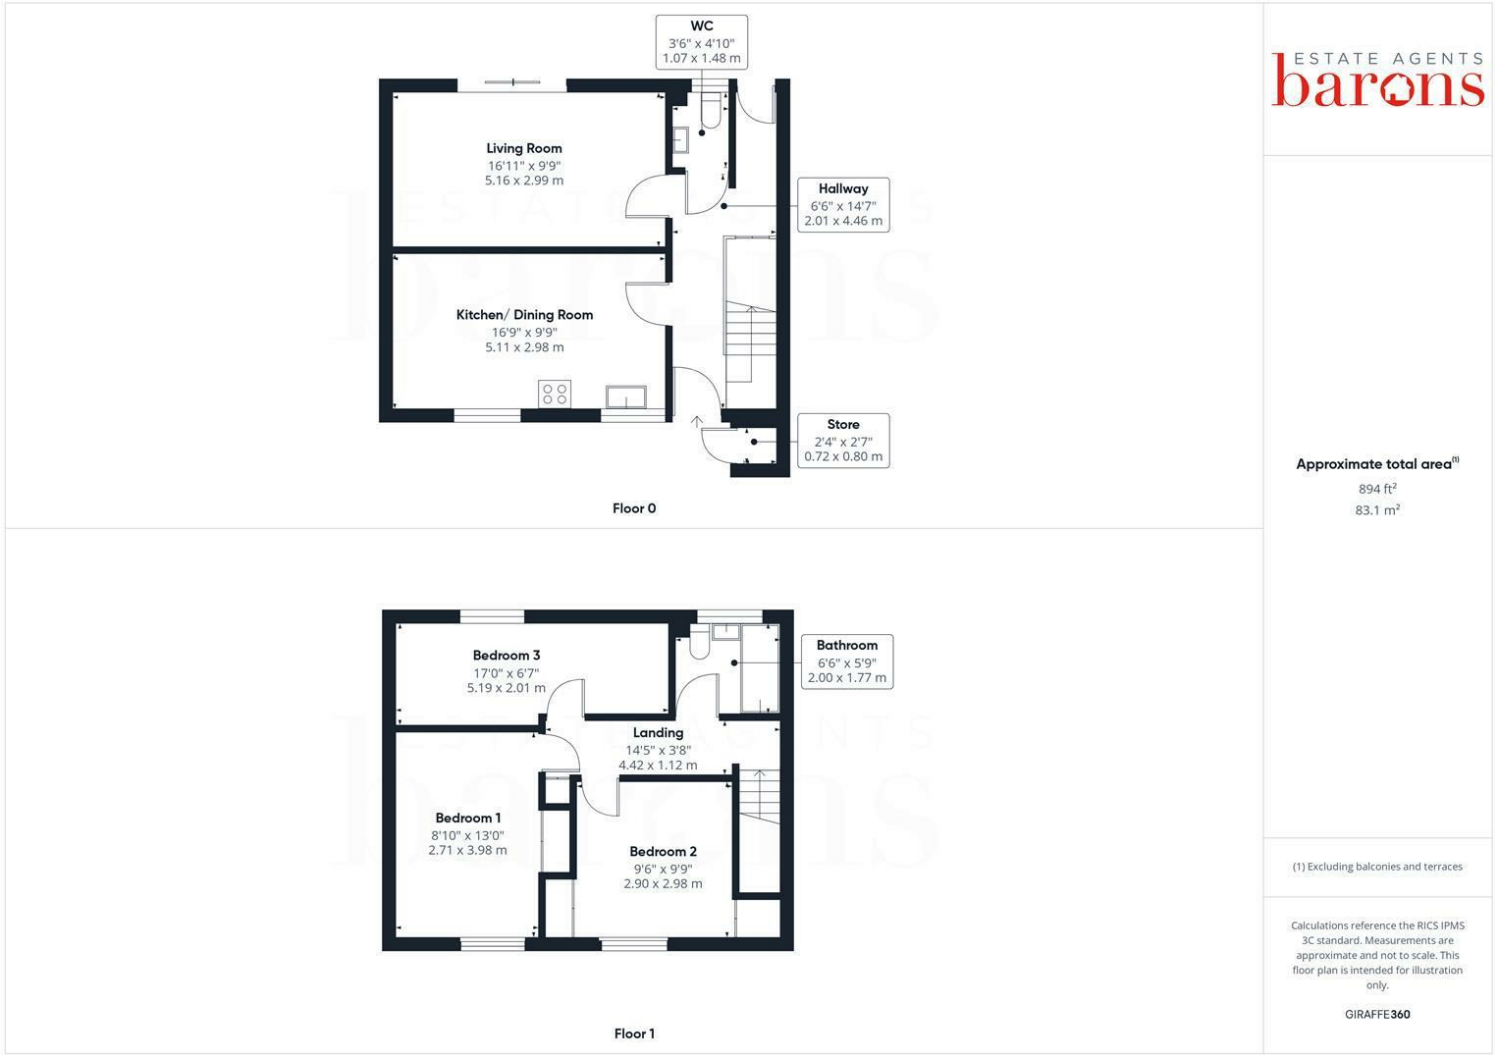 WC
3'6" x 4'10"
1.07 x 1.48 m
Living Room
16'11" x 9'9"
5.16 x 2.99 m
Hallway
6'6" x 14'7"
2.01 x 4.46 m
Kitchen/ Dining Room
16'9" x 9'9"
5.11 x 2.98 m
Store
2'4" x 2'7"
0.72 x 0.80 m
Floor 0
Bedroom 3
17'0" x 6'7"
5.19 x 2.01 m
Bathroom
6'6" x 5'9"
2.00 x 1.77 m
Landing
14'5" x 3'8"
4.42 x 1.12 m
Bedroom 1
8'10" x 13'0"
2.71 x 3.98 m
Bedroom 2
9'6" x 9'9"
2.90 x 2.98 m
Floor 1
ESTATE AGENTS
barons
ESTATE AGENTS
barons
ESTATE AGENTS
barons
Approximate total area⁽¹⁾
894 ft²
83.1 m²
(1) Excluding balconies and terraces
Calculations reference the RICS IPMS
3C standard. Measurements are
approximate and not to scale. This
floor plan is intended for illustration
only.
GIRAFFE360